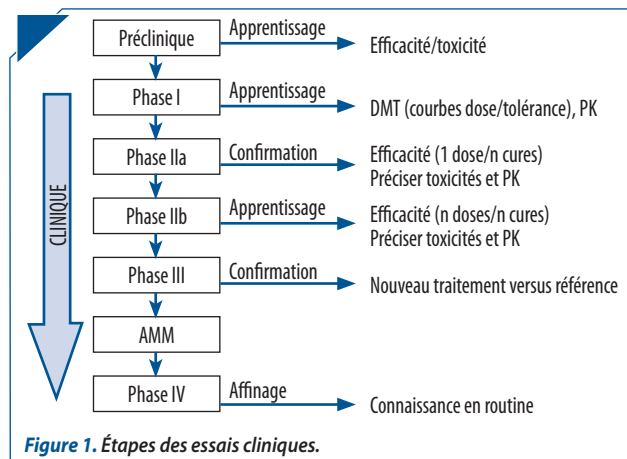 Préclinique
Apprentissage
Efficacité/toxicité
Phase I
Apprentissage
DMT (courbes dose/tolérance), PK
Phase IIa
Confirmation
Efficacité (1 dose/n cures)
Préciser toxicités et PK
Phase IIb
Apprentissage
Efficacité (n doses/n cures)
Préciser toxicités et PK
Phase III
Confirmation
Nouveau traitement versus référence
AMM
Phase IV
Affinage
Connaissance en routine
CLINIQUE
Figure 1. Étapes des essais cliniques.